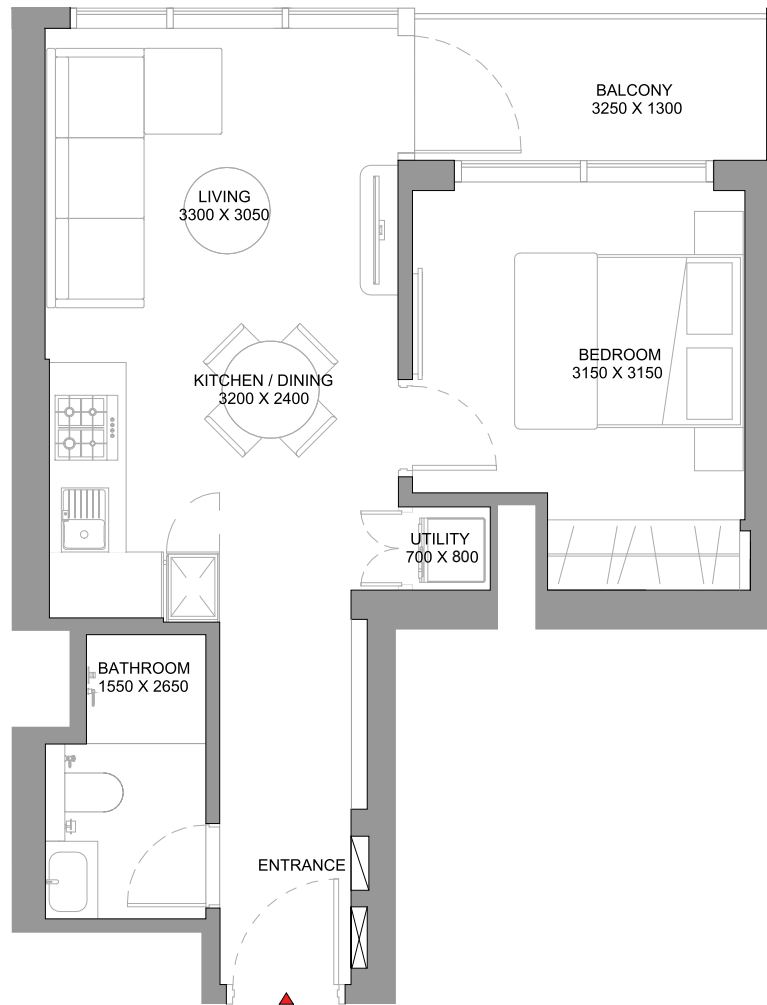 BALCONY
3250 X 1300
LIVING
3300 X 3050
BEDROOM
3150 X 3150
KITCHEN / DINING
3200 X 2400
UTILITY
700 X 800
BATHROOM
1550 X 2650
ENTRANCE